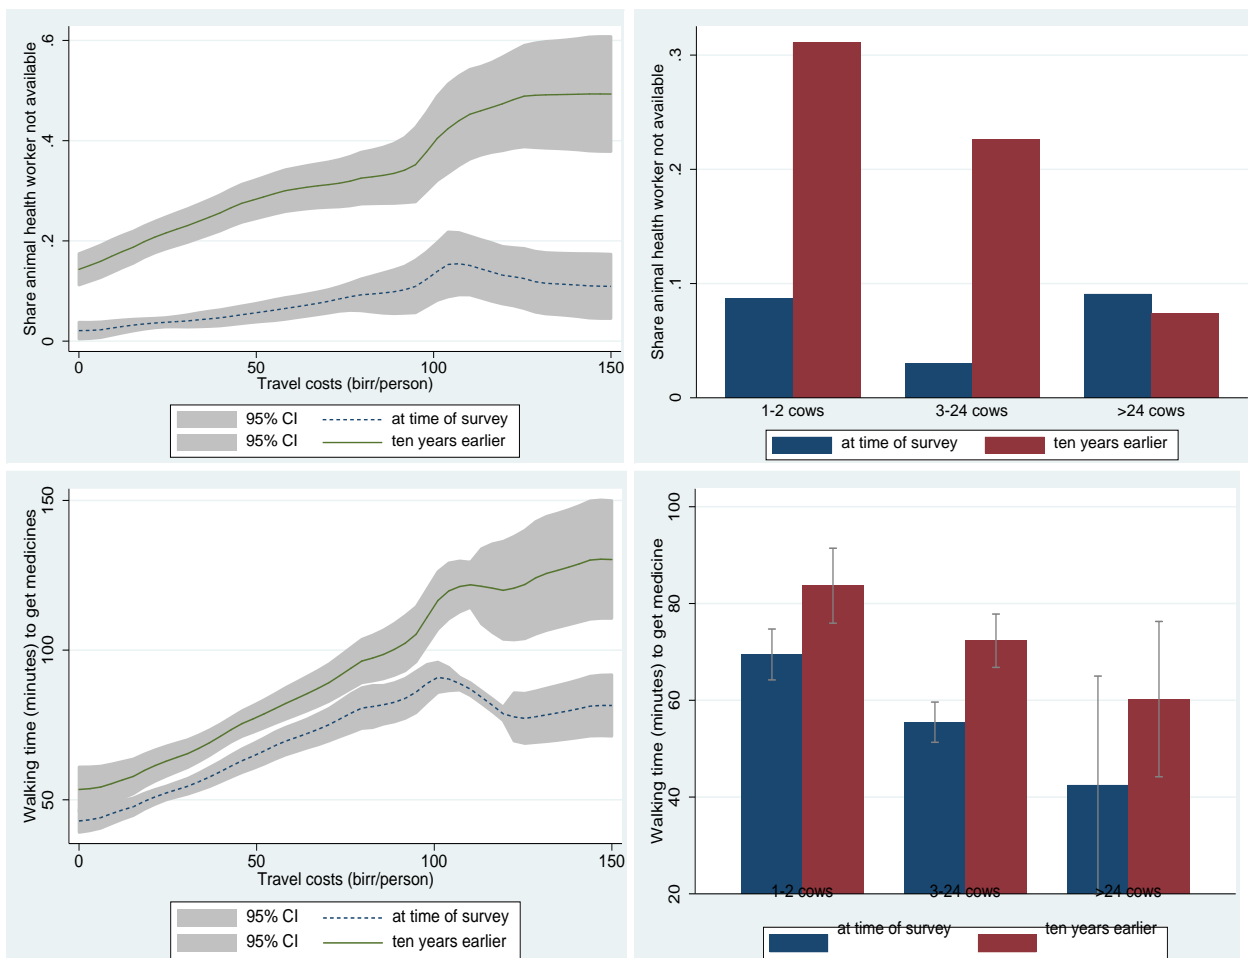 Share animal health worker not available
.6
.4
.2
0
0
50
100
150
Travel costs (birr/person)
95% CI
at time of survey
95% CI
ten years earlier
Share animal health worker not available
.3
.2
.1
0
1-2 cows
3-24 cows
>24 cows
at time of survey
ten years earlier
Walking time (minutes) to get medicines
150
100
50
0
50
100
150
Travel costs (birr/person)
95% CI
at time of survey
95% CI
ten years earlier
Walking time (minutes) to get medicine
100
80
60
40
20
1-2 cows
3-24 cows
>24 cows
at time of survey
ten years earlier